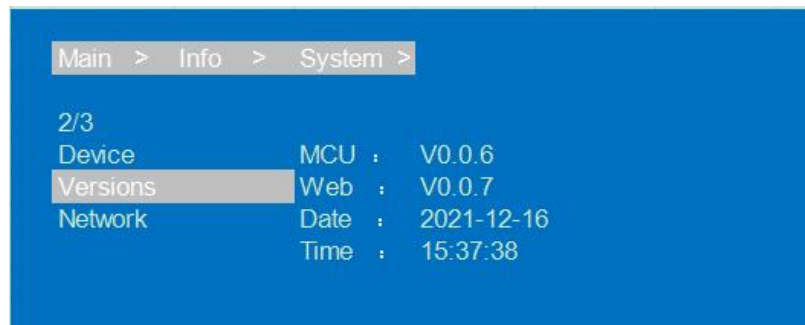 Main > Info > System >
2/3
Device MCU : V0.0.6
Versions Web : V0.0.7
Network Date : 2021-12-16
Time : 15:37:38